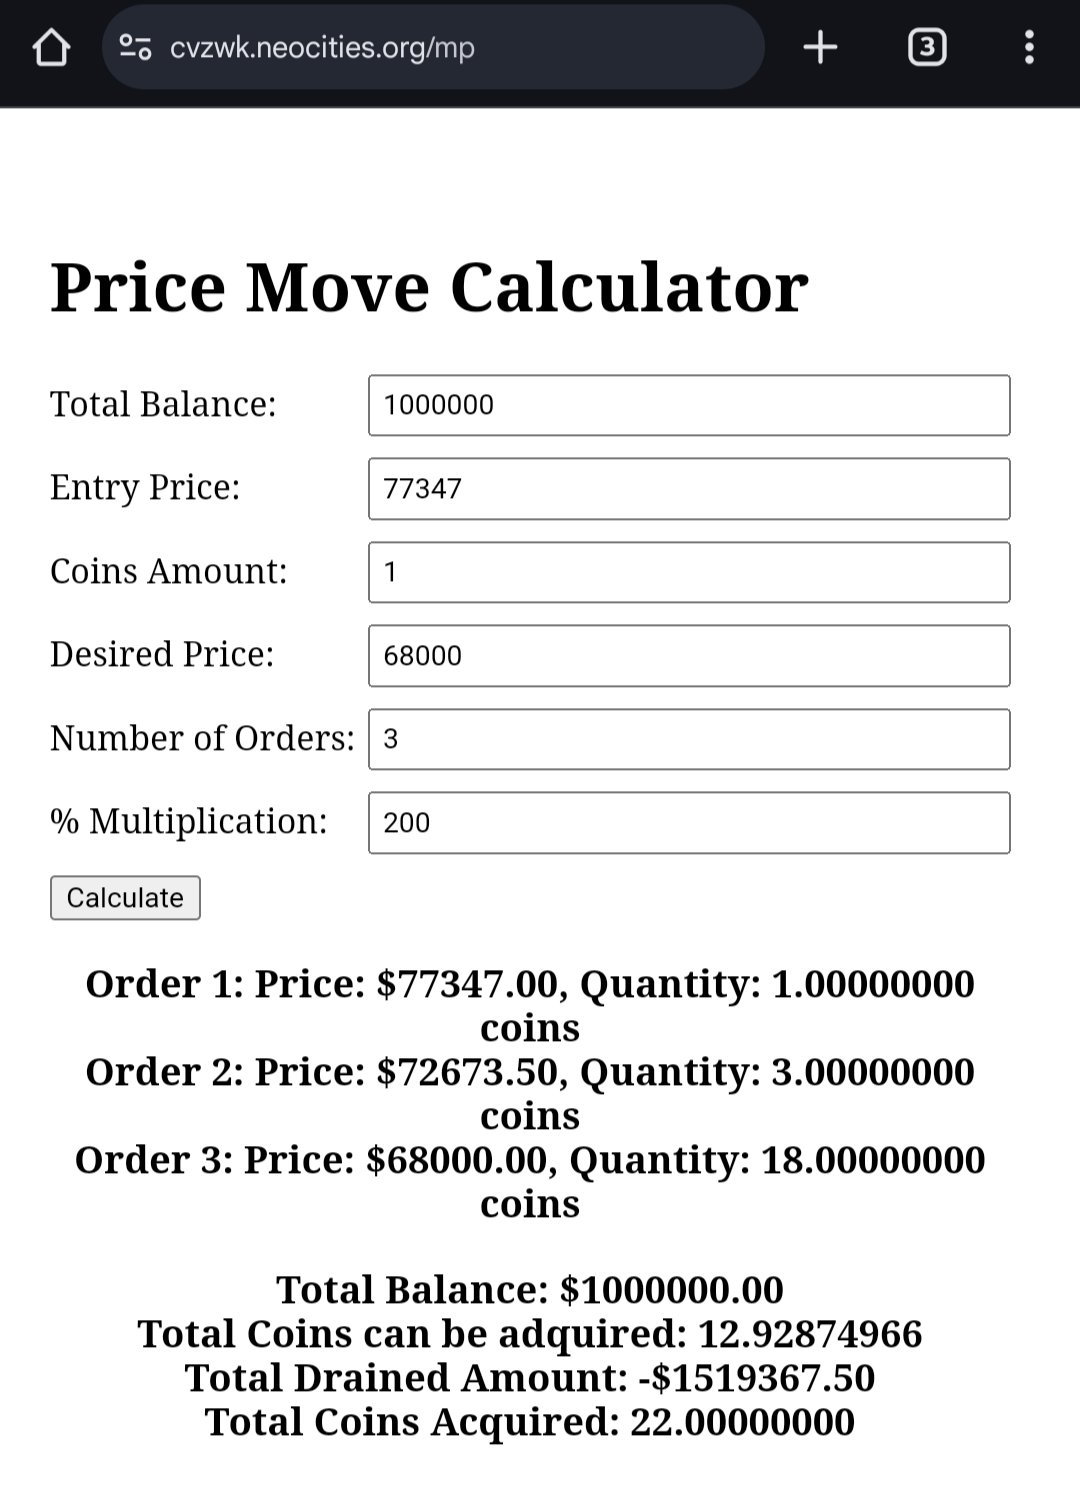 cvzwk.neocities.org/mp
3
Price Move Calculator
Total Balance: 1000000
Entry Price: 77347
Coins Amount: 1
Desired Price: 68000
Number of Orders: 3
% Multiplication: 200
Calculate
Order 1: Price: $77347.00, Quantity: 1.00000000
coins
Order 2: Price: $72673.50, Quantity: 3.00000000
coins
Order 3: Price: $68000.00, Quantity: 18.00000000
coins
Total Balance: $1000000.00
Total Coins can be adquired: 12.92874966
Total Drained Amount: -$1519367.50
Total Coins Acquired: 22.00000000